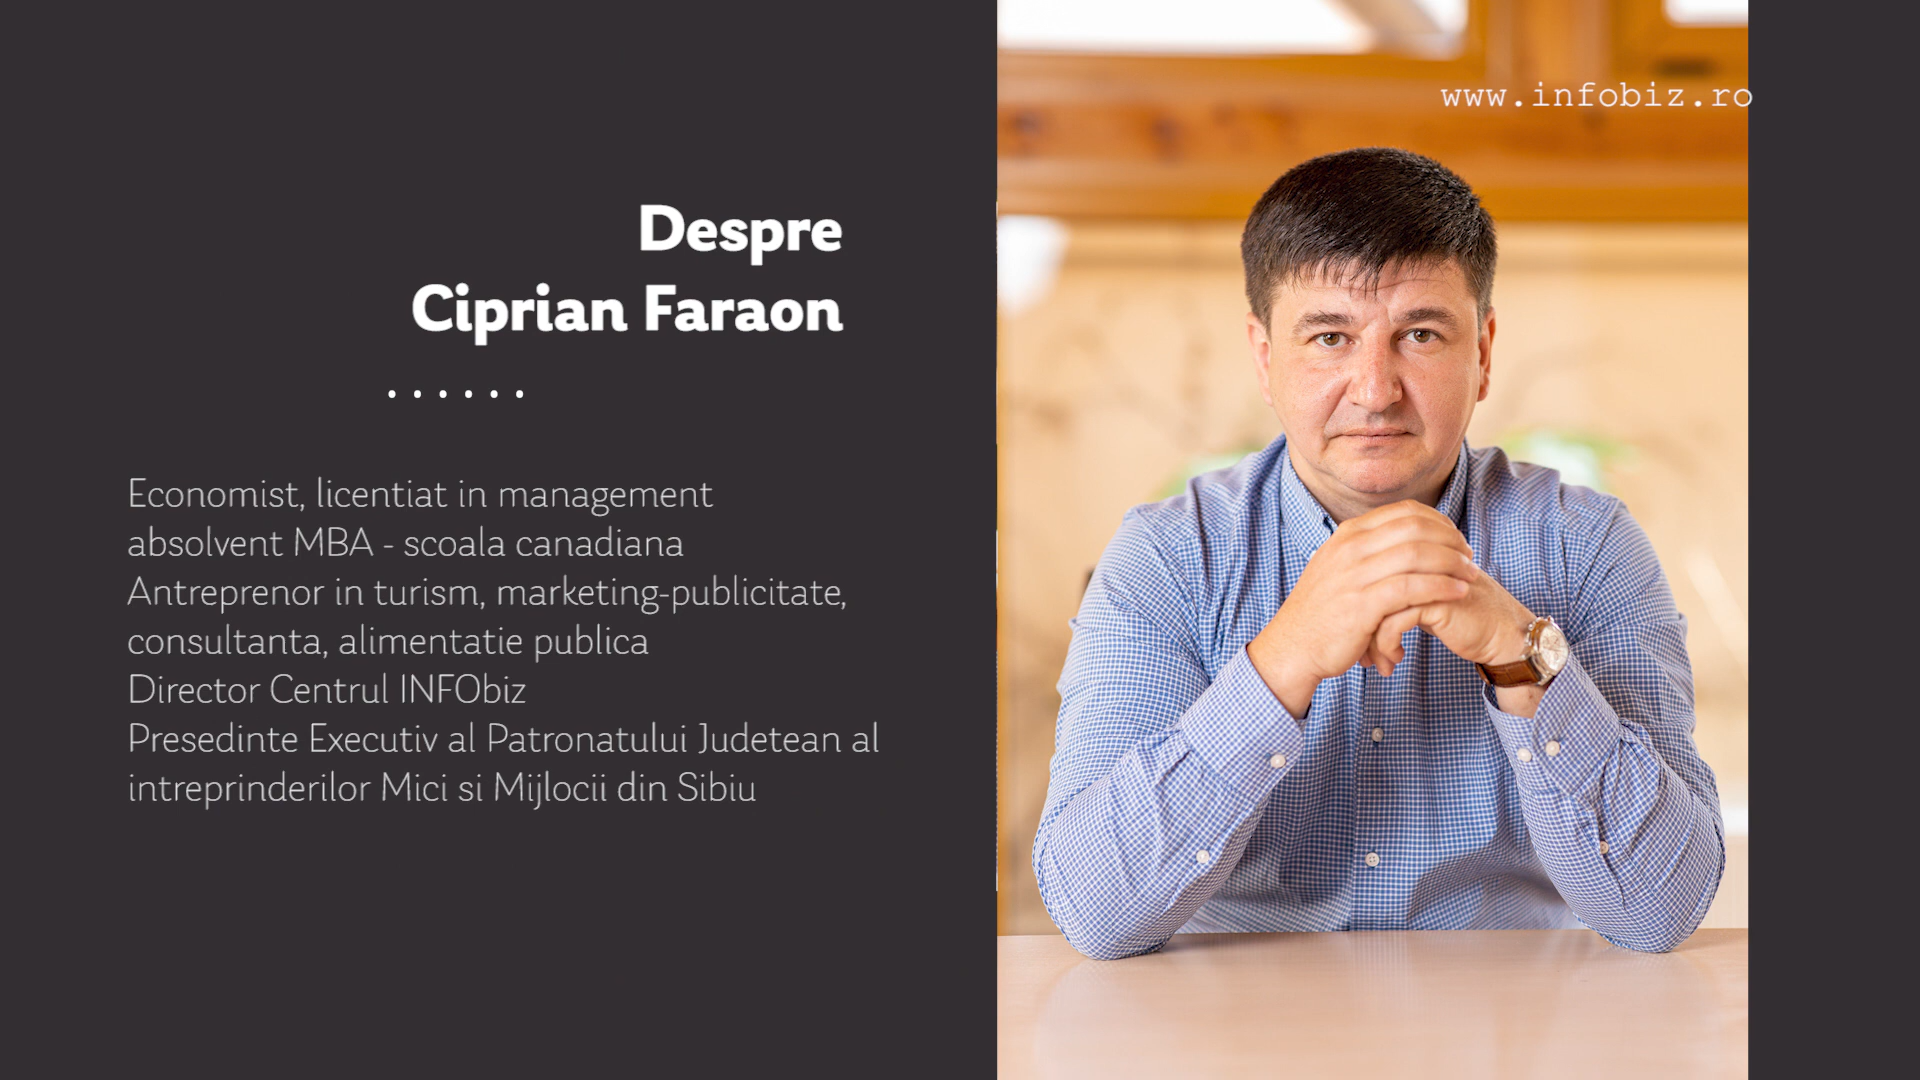 www.infobiz.ro
Despre
Ciprian Faraon
Economist, licentiat in management
absolvent MBA - scoala canadiana
Antreprenor in turism, marketing-publicitate,
consultanta, alimentatie publica
Director Centrul INFObiz
Presedinte Executiv al Patronatului Judetean al
intreprinderilor Mici si Mijlocii din Sibiu